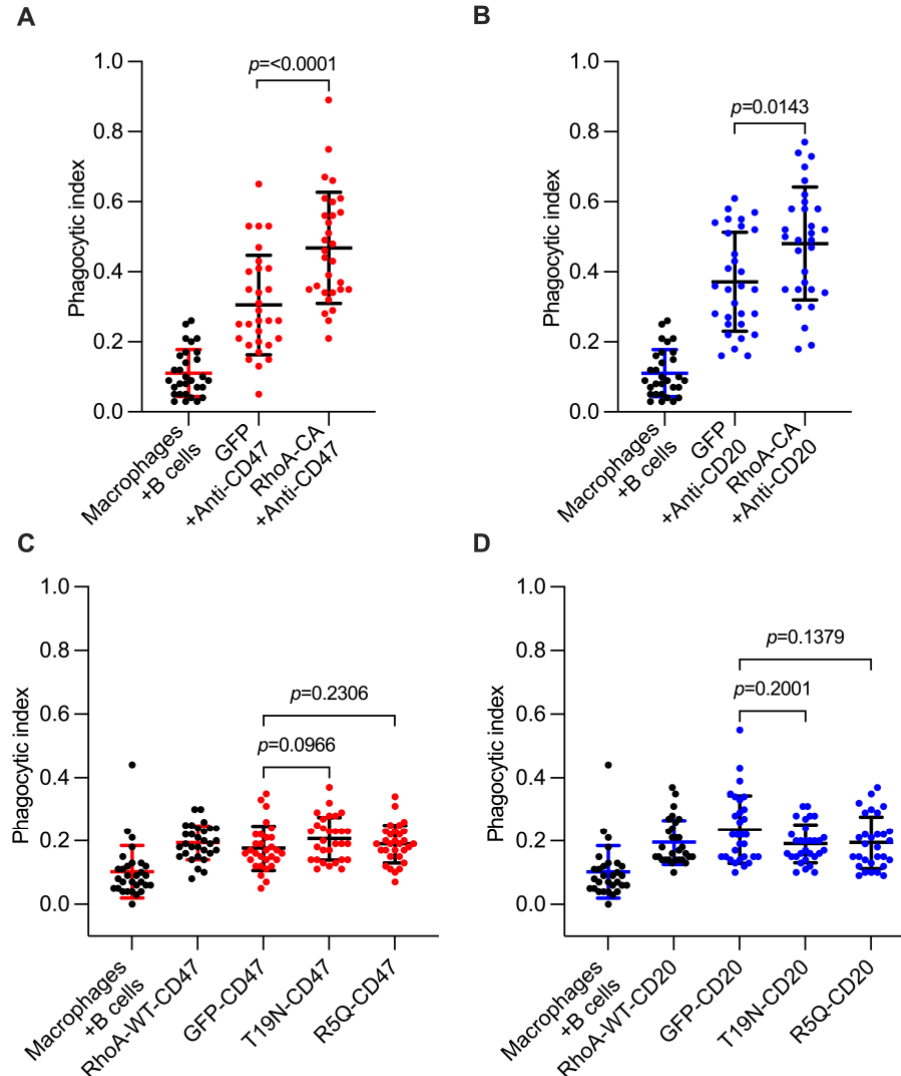 A
Phagocytic index
1.0
0.8
0.6
0.4
0.2
0.0
p=<0.0001
Macrophages
+B cells
GFP
+Anti-CD47
RhoA-CA
+Anti-CD47
B
Phagocytic index
1.0
0.8
0.6
0.4
0.2
0.0
p=0.0143
Macrophages
+B cells
GFP
+Anti-CD20
RhoA-CA
+Anti-CD20
C
Phagocytic index
1.0
0.8
0.6
0.4
0.2
0.0
p=0.2306
p=0.0966
Macrophages
+B cells
RhoA-WT-CD47
GFP-CD47
T19N-CD47
R5Q-CD47
D
Phagocytic index
1.0
0.8
0.6
0.4
0.2
0.0
p=0.1379
p=0.2001
Macrophages
+B cells
RhoA-WT-CD20
GFP-CD20
T19N-CD20
R5Q-CD20